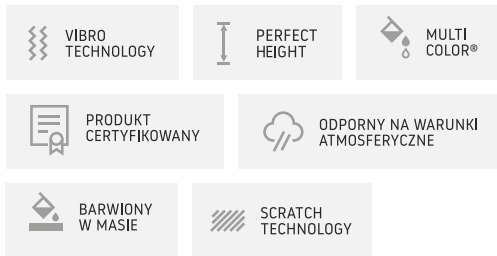 VIBRO
TECHNOLOGY
PERFECT
HEIGHT
MULTI
COLOR®
PRODUKT
CERTYFIKOWANY
ODPORNY NA WARUNKI
ATMOSFERYCZNE
BARWIONY
W MASIE
SCRATCH
TECHNOLOGY